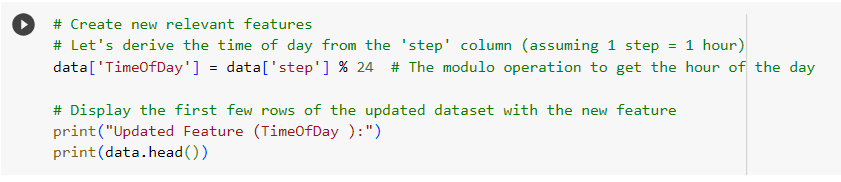 # Create new relevant features
# Let's derive the time of day from the 'step' column (assuming 1 step = 1 hour)
data['TimeOfDay'] = data['step'] % 24  # The modulo operation to get the hour of the day
# Display the first few rows of the updated dataset with the new feature
print("Updated Feature (TimeOfDay ):")
print(data.head())